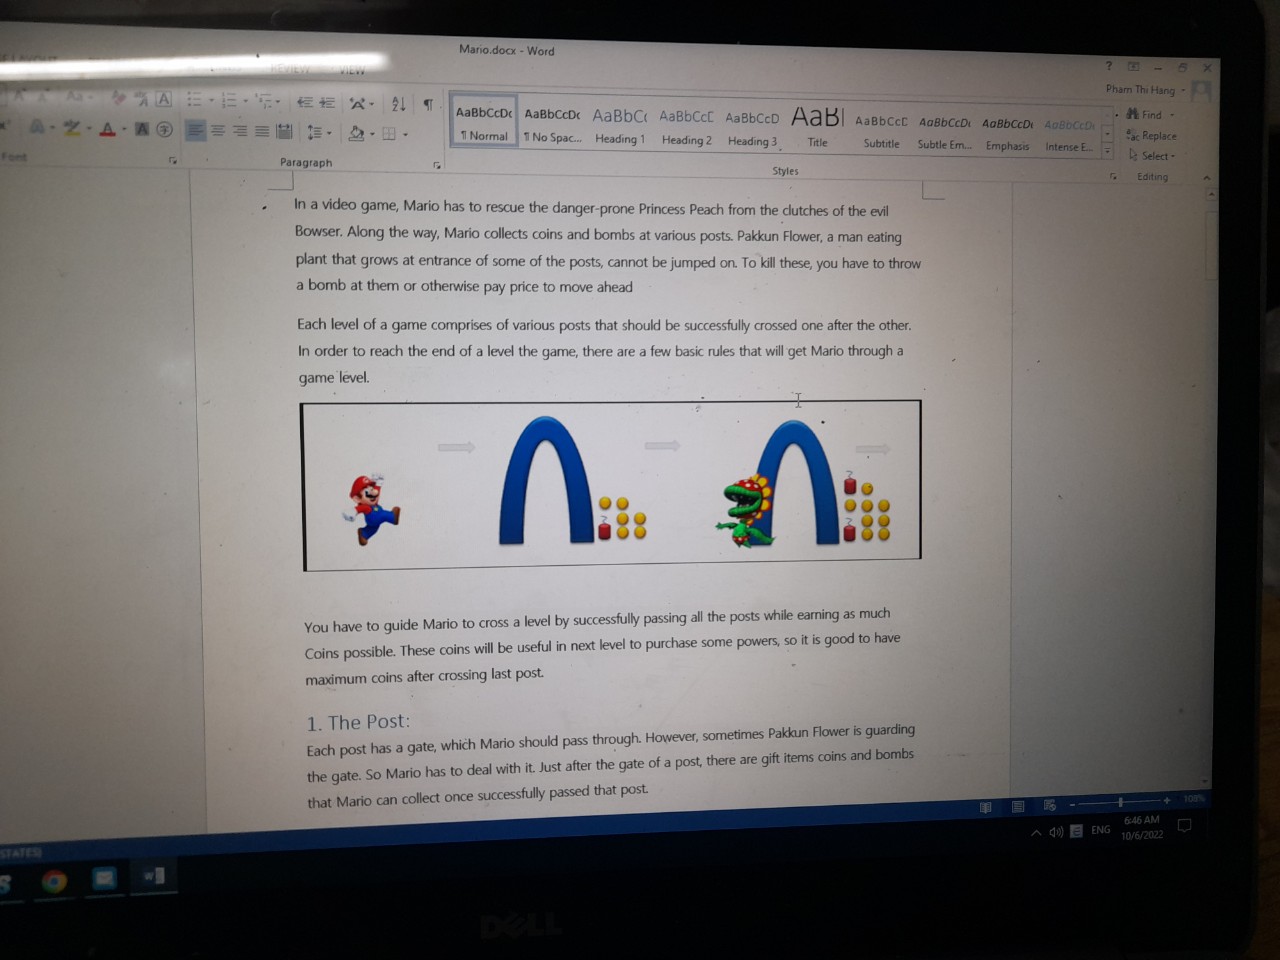 Mario.docx - Word
REVIEW
VIEW
Pham Thi Hang
AaBbCcDc
AaBbCcDc
AaBbC(
AaBbCcC
AaBbCcD
AaB
AaBbCcC
AaBbCcDı
AaBbCcDı
AaBbCcDı
¶ Normal
¶ No Spac...
Heading 1
Heading 2
Heading 3
Title
Subtitle
Subtle Em...
Emphasis
Intense E...
Find
Replace
Select
Font
Paragraph
Styles
Editing
In a video game, Mario has to rescue the danger-prone Princess Peach from the clutches of the evil
Bowser. Along the way, Mario collects coins and bombs at various posts. Pakkun Flower, a man eating
plant that grows at entrance of some of the posts, cannot be jumped on. To kill these, you have to throw
a bomb at them or otherwise pay price to move ahead
Each level of a game comprises of various posts that should be successfully crossed one after the other.
In order to reach the end of a level the game, there are a few basic rules that will get Mario through a
game level.
You have to guide Mario to cross a level by successfully passing all the posts while earning as much
Coins possible. These coins will be useful in next level to purchase some powers, so it is good to have
maximum coins after crossing last post.
1. The Post:
Each post has a gate, which Mario should pass through. However, sometimes Pakkun Flower is guarding
the gate. So Mario has to deal with it. Just after the gate of a post, there are gift items coins and bombs
that Mario can collect once successfully passed that post.
108%
STATES)
ENG
6:46 AM
10/6/2022
DELL